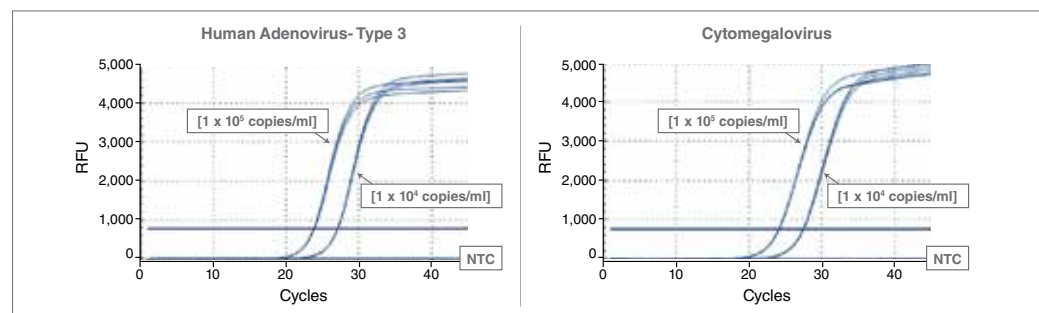 Human Adenovirus- Type 3
5,000
4,000
3,000
2,000
1,000
0
RFU
[1 x 10⁵ copies/ml]
[1 x 10⁴ copies/ml]
NTC
0 10 20 30 40
Cycles
Cytomegalovirus
5,000
4,000
3,000
2,000
1,000
0
RFU
[1 x 10⁵ copies/ml]
[1 x 10⁴ copies/ml]
NTC
0 10 20 30 40
Cycles